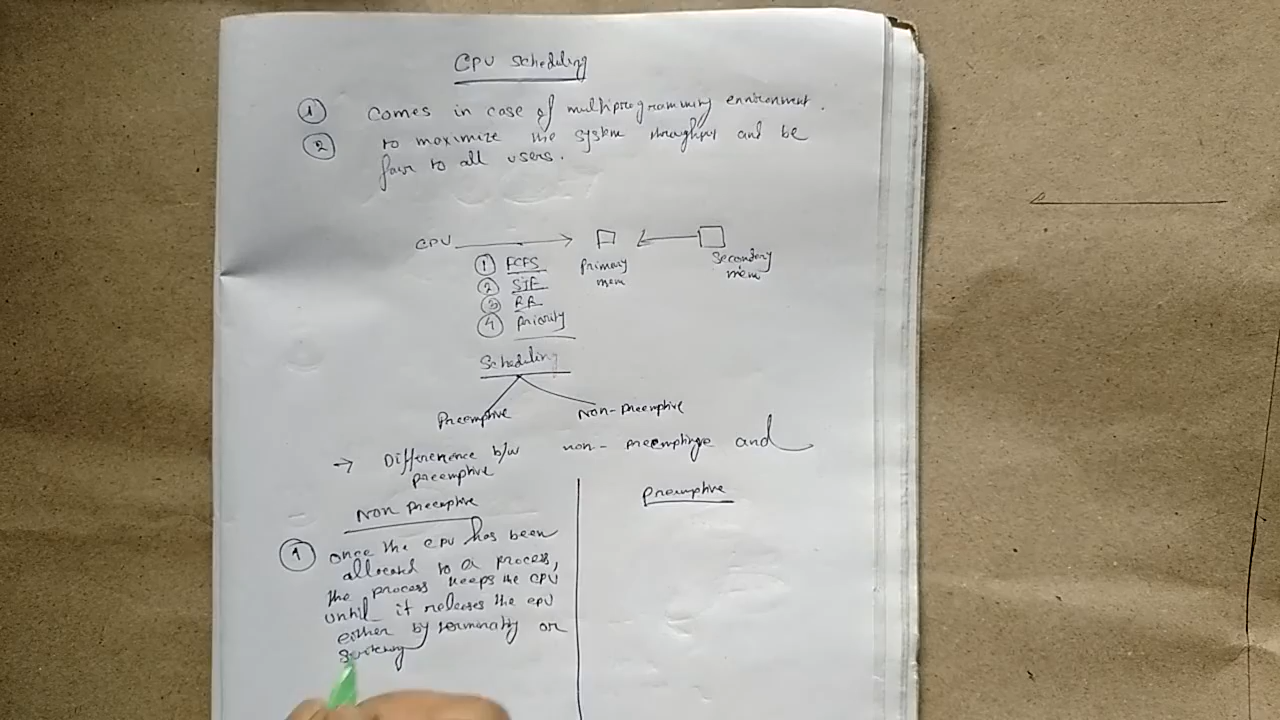 CPU Scheduling
① Comes in case of multiprogramming environment.
② to maximize the system throughput and be
fair to all users.
CPU
Primary
mem
Secondary
mem
① FCFS
② SJF
③ RR
④ Priority
Scheduling
Preemptive
Non-Preemptive
→ Difference b/w non-preemptive and
preemptive
Non Preemptive
Preemptive
① Once the CPU has been
allocated to a process,
the process keeps the CPU
until it releases the CPU
either by terminating or
switching